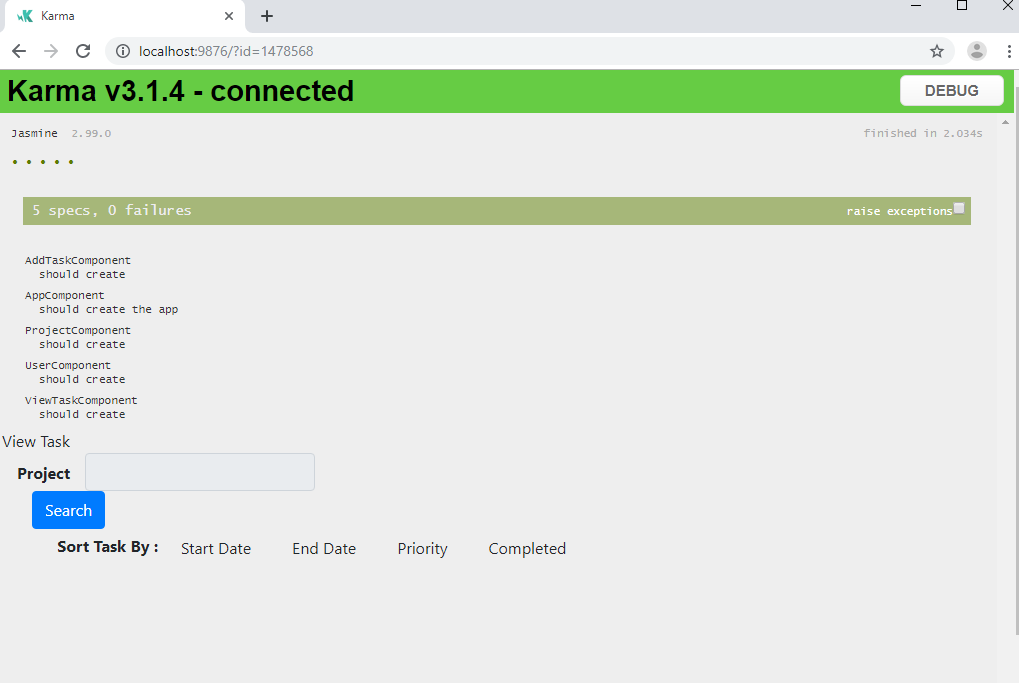 Karma
localhost:9876/?id=1478568
Karma v3.1.4 - connected DEBUG
Jasmine 2.99.0 finished in 2.034s
• • • • •
5 specs, 0 failures raise exceptions
AddTaskComponent
should create
AppComponent
should create the app
ProjectComponent
should create
UserComponent
should create
ViewTaskComponent
should create
View Task
Project
Search
Sort Task By : Start Date End Date Priority Completed